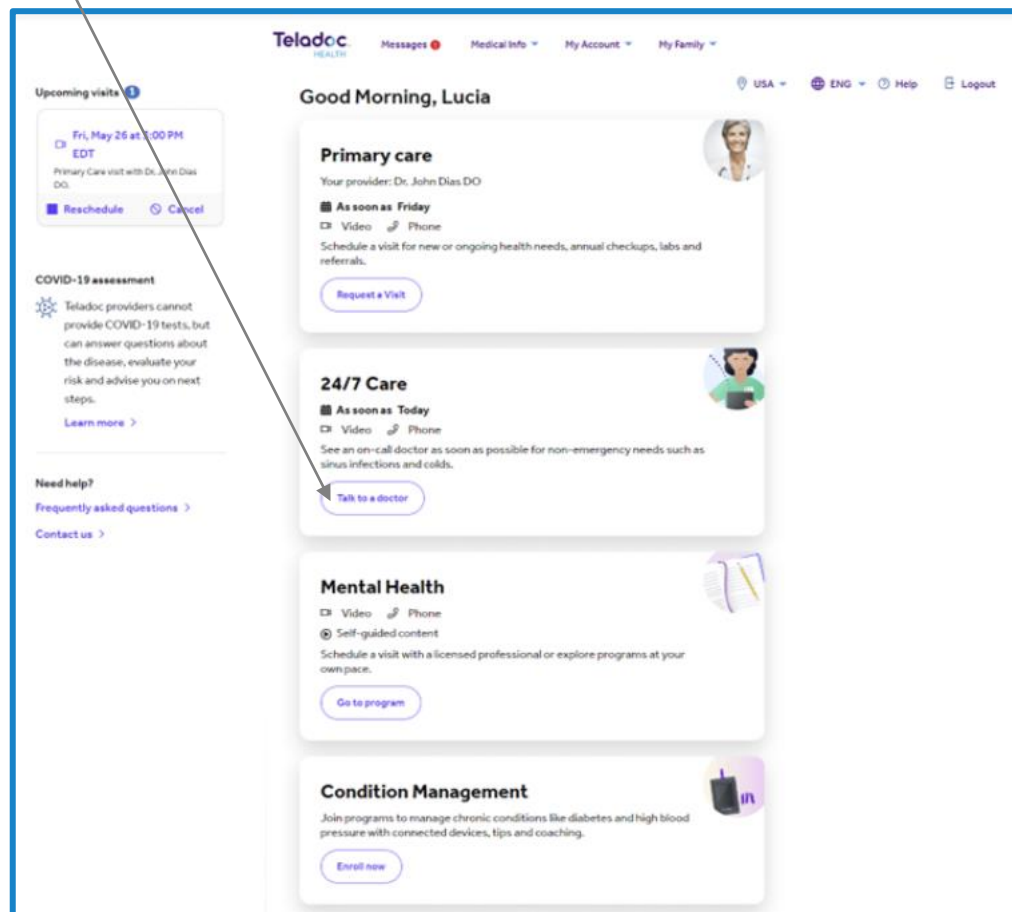 Teladoc
HEALTH
Messages
Medical Info
My Account
My Family
USA
ENG
Help
Logout
Upcoming visits 1
Fri, May 26 at :00 PM
EDT
Primary Care visit with Dr. John Dias
DO.
Reschedule
Cancel
COVID-19 assessment
Teladoc providers cannot
provide COVID-19 tests, but
can answer questions about
the disease, evaluate your
risk and advise you on next
steps.
Learn more >
Need help?
Frequently asked questions >
Contact us >
Good Morning, Lucia
Primary care
Your provider: Dr. John Dias DO
As soon as Friday
Video Phone
Schedule a visit for new or ongoing health needs, annual checkups, labs and
referrals.
Request a Visit
24/7 Care
As soon as Today
Video Phone
See an on-call doctor as soon as possible for non-emergency needs such as
sinus infections and colds.
Talk to a doctor
Mental Health
Video Phone
Self-guided content
Schedule a visit with a licensed professional or explore programs at your
own pace.
Go to program
Condition Management
Join programs to manage chronic conditions like diabetes and high blood
pressure with connected devices, tips and coaching.
Enroll now